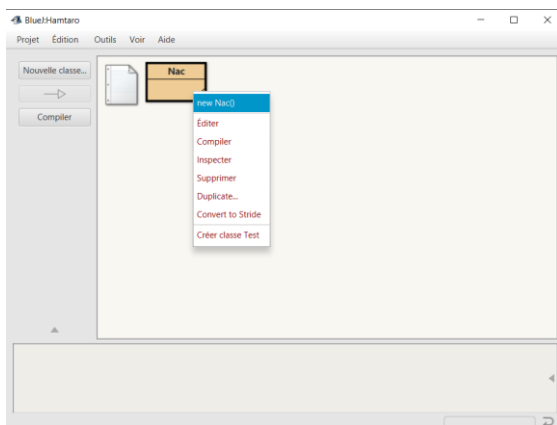 BlueJ:Hamtaro
Projet Édition Outils Voir Aide
Nouvelle classe...
Compiler
Nac
new Nac()
Éditer
Compiler
Inspecter
Supprimer
Duplicate...
Convert to Stride
Créer classe Test